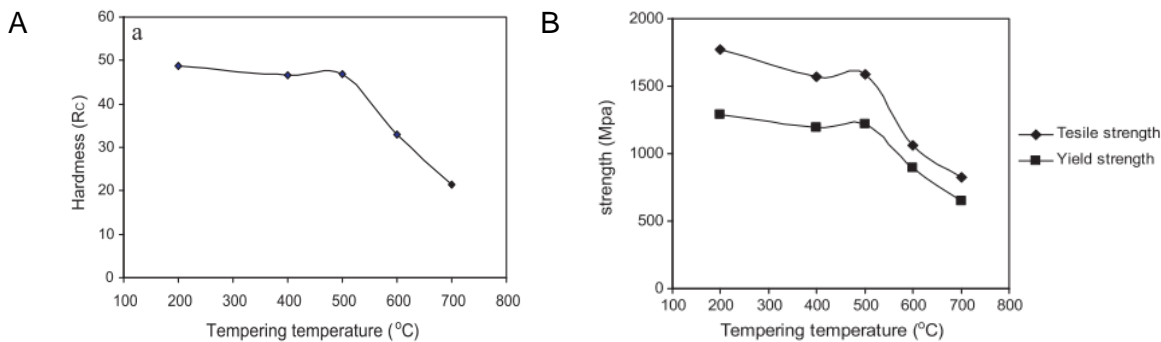 A
a
60
50
40
30
20
10
0
Hardmess (Rc)
100 200 300 400 500 600 700 800
Tempering temperature (°C)
B
2000
1500
1000
500
0
strength (Mpa)
100 200 300 400 500 600 700 800
Tempering temperature (°C)
Tesile strength
Yield strength